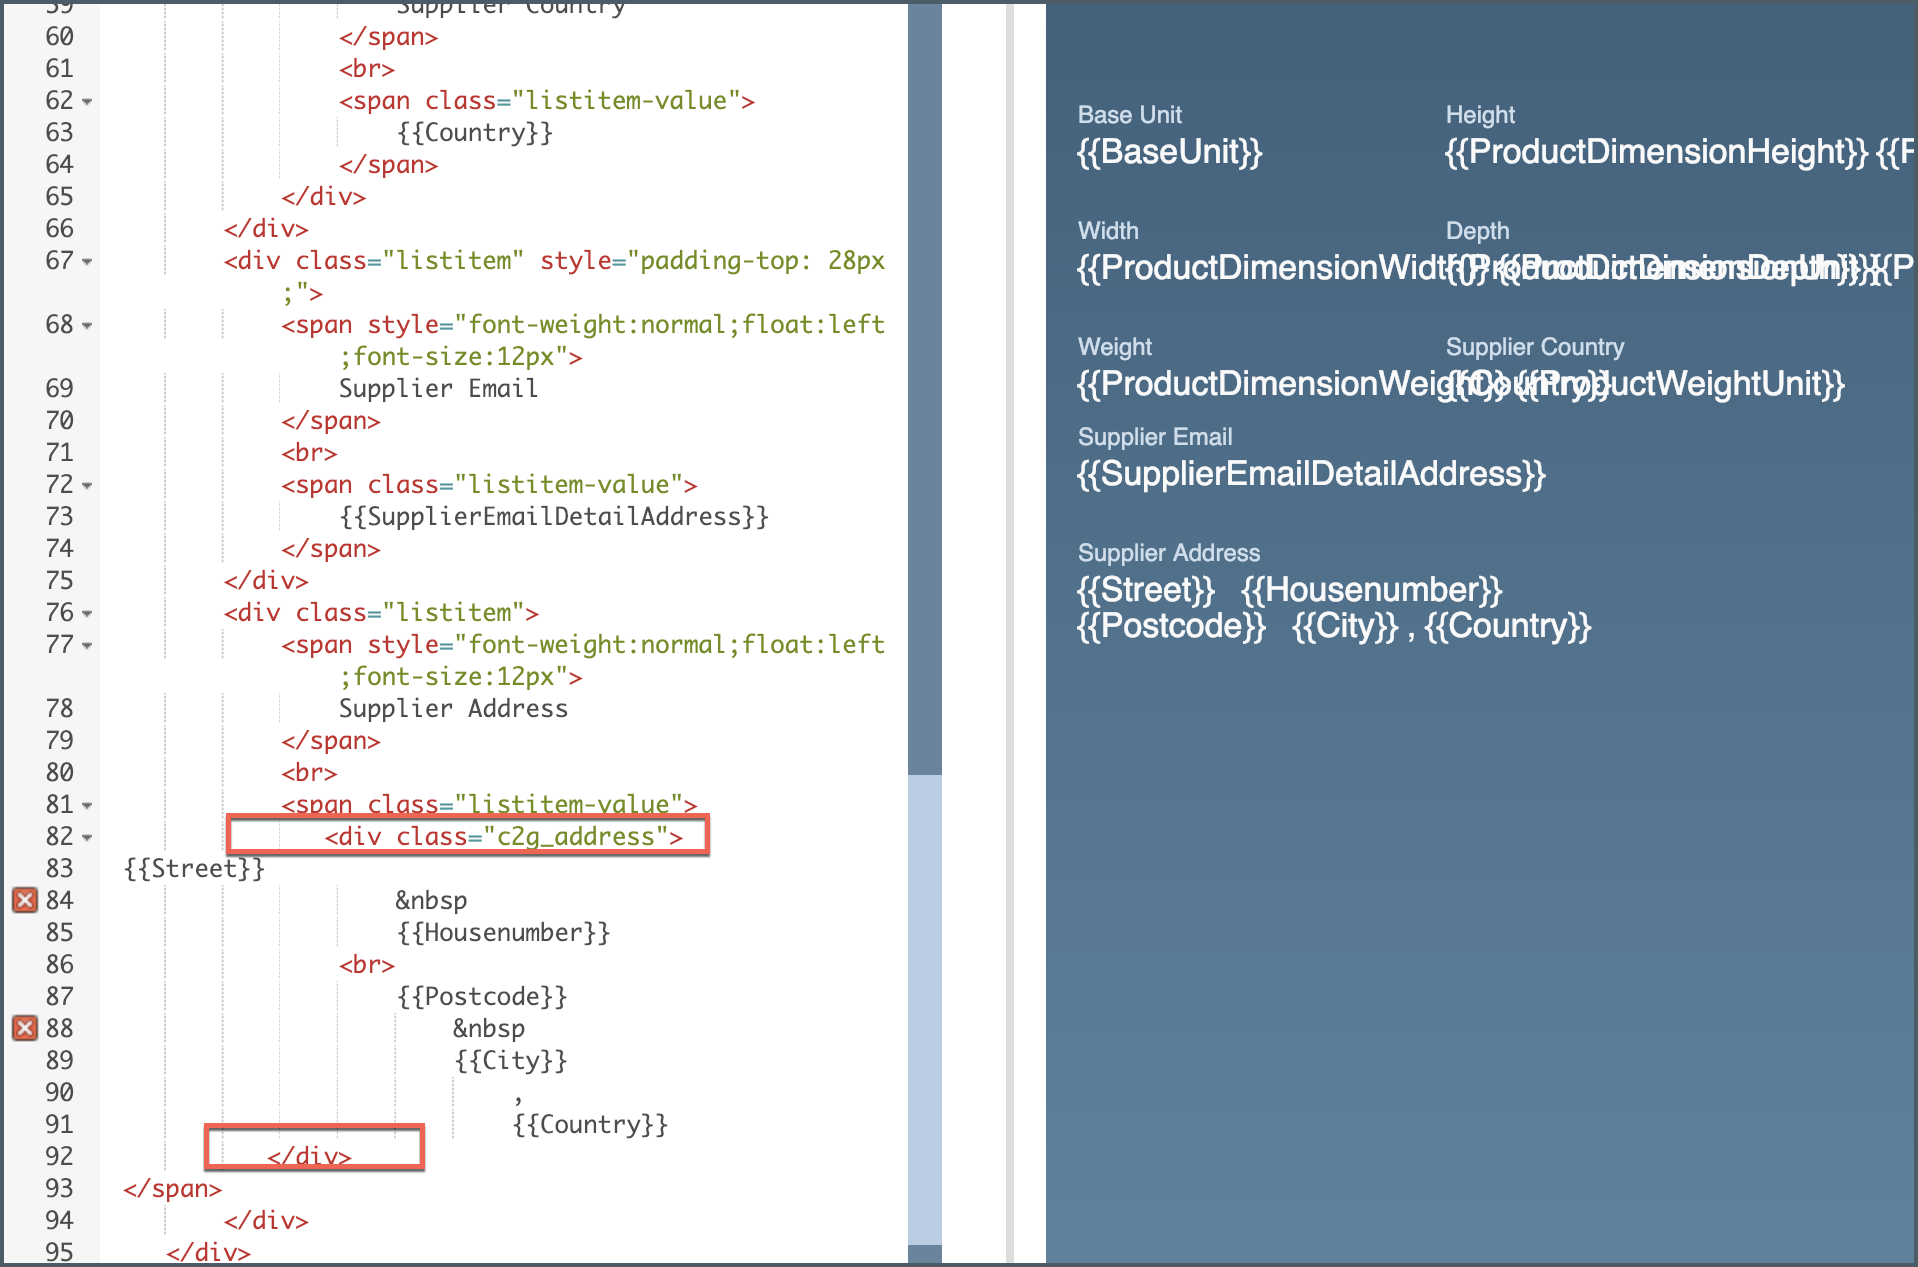 59 Supplier Country
60 </span>
61 <br>
62 <span class="listitem-value">
63 {{Country}}
64 </span>
65 </div>
66 </div>
67 <div class="listitem" style="padding-top: 28px
;">
68 <span style="font-weight:normal;float:left
;font-size:12px">
69 Supplier Email
70 </span>
71 <br>
72 <span class="listitem-value">
73 {{SupplierEmailDetailAddress}}
74 </span>
75 </div>
76 <div class="listitem">
77 <span style="font-weight:normal;float:left
;font-size:12px">
78 Supplier Address
79 </span>
80 <br>
81 <span class="listitem-value">
82 <div class="c2g_address">
83 {{Street}}
84 &nbsp
85 {{Housenumber}}
86 <br>
87 {{Postcode}}
88 &nbsp
89 {{City}}
90 ,
91 {{Country}}
92 </div>
93 </span>
94 </div>
95 </div>
Base Unit Height
{{BaseUnit}} {{ProductDimensionHeight}} {{F
Width Depth
{{ProductDimensionWidt
Weight Supplier Country
{{ProductDimensionWeight}} {{ProductWeightUnit}} {{Country}}
Supplier Email
{{SupplierEmailDetailAddress}}
Supplier Address
{{Street}} {{Housenumber}}
{{Postcode}} {{City}} , {{Country}}